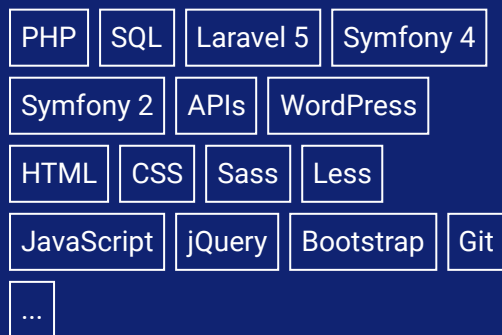 PHP SQL Laravel 5 Symfony 4
Symfony 2 APIs WordPress
HTML CSS Sass Less
JavaScript jQuery Bootstrap Git
...